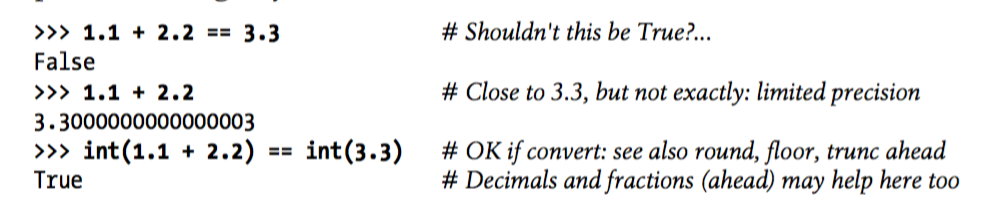 >>> 1.1 + 2.2 == 3.3 # Shouldn't this be True?...
False
>>> 1.1 + 2.2 # Close to 3.3, but not exactly: limited precision
3.3000000000000003
>>> int(1.1 + 2.2) == int(3.3) # OK if convert: see also round, floor, trunc ahead
True # Decimals and fractions (ahead) may help here too